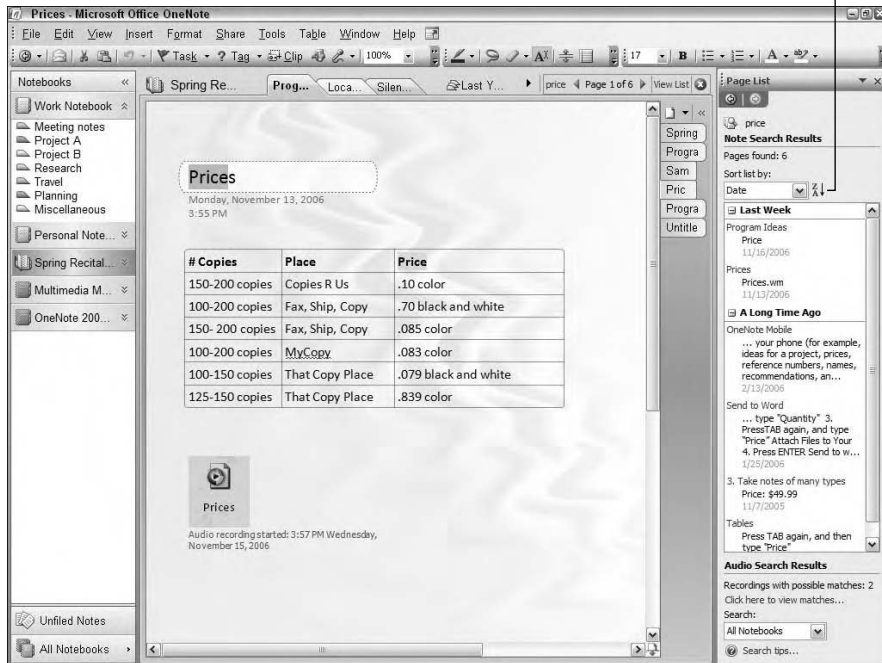 Prices - Microsoft Office OneNote
File Edit View Insert Format Share Tools Table Window Help
Task ? Tag Clip 100% 17 B A
Notebooks
Work Notebook
Meeting notes
Project A
Project B
Research
Travel
Planning
Miscellaneous
Personal Note...
Spring Recital...
Multimedia M...
OneNote 200...
Unfiled Notes
All Notebooks
Spring Re... Prog... Loca... Silen... Last Y... price Page 1 of 6 View List
Prices
Monday, November 13, 2006
3:55 PM
# Copies Place Price
150-200 copies Copies R Us .10 color
100-200 copies Fax, Ship, Copy .70 black and white
150- 200 copies Fax, Ship, Copy .085 color
100-200 copies MyCopy .083 color
100-150 copies That Copy Place .079 black and white
125-150 copies That Copy Place .839 color
Prices
Audio recording started: 3:57 PM Wednesday,
November 15, 2006
Spring
Progra
Sam
Pric
Progra
Untitle
Page List
price
Note Search Results
Pages found: 6
Sort list by:
Date
Last Week
Program Ideas
Price
11/16/2006
Prices
Prices.wm
11/13/2006
A Long Time Ago
OneNote Mobile
... your phone (for example,
ideas for a project, prices,
reference numbers, names,
recommendations, an...
2/13/2006
Send to Word
... type "Quantity" 3.
PressTAB again, and type
"Price" Attach Files to Your
4. Press ENTER Send to w...
1/25/2006
3. Take notes of many types
Price: $49.99
11/7/2005
Tables
Press TAB again, and then
type "Price"
Audio Search Results
Recordings with possible matches: 2
Click here to view matches...
Search:
All Notebooks
Search tips...